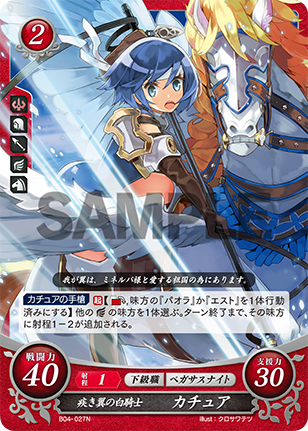 2
SAMPLE
我が翼は、ミネルバ様と愛する祖国の為にあります。
カチュアの手槍 起 【、味方の『パオラ』か『エスト』を1体行動
済みにする】他の の味方を1体選ぶ。ターン終了まで、その味方
に射程1-2が追加される。
戦闘力 40
射程 1
下級職
ペガサスナイト
支援力 30
疾き翼の白騎士 カチュア
B04-027N
Illust:クロサワテツ